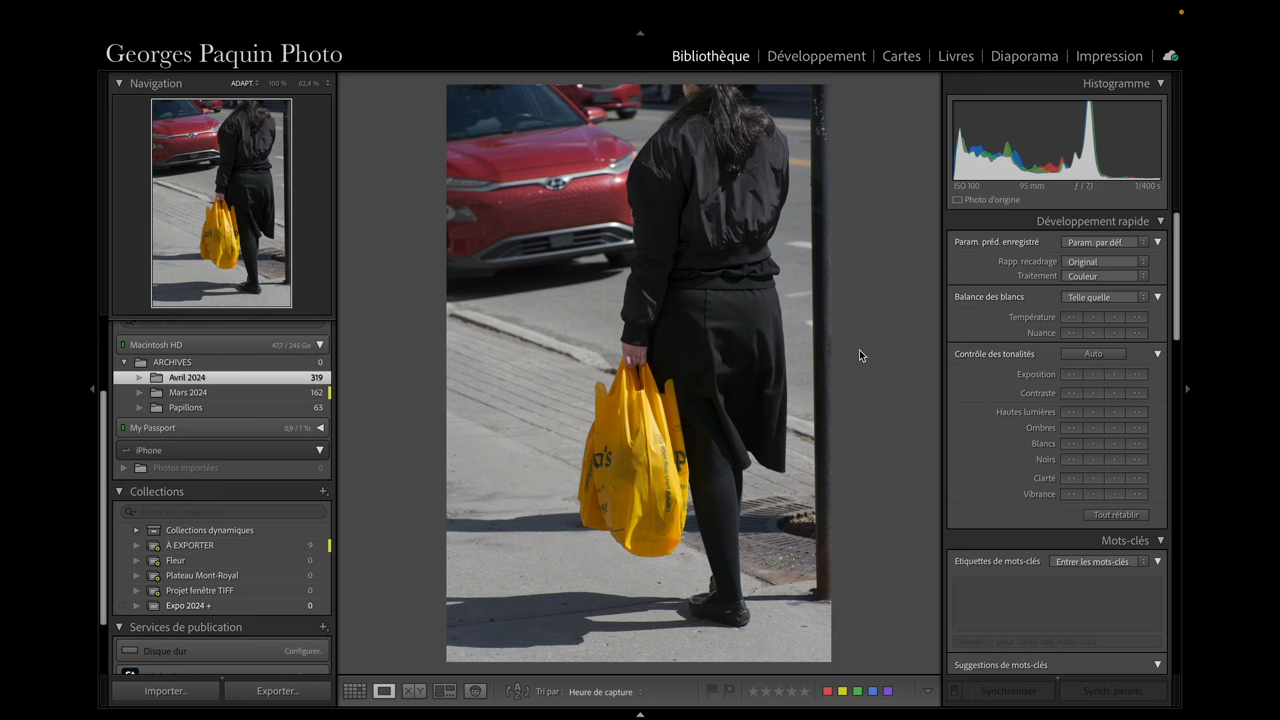 Georges Paquin Photo
Bibliothèque | Développement | Cartes | Livres | Diaporama | Impression
Navigation ADAPT. 100 % 62,4 %
Macintosh HD 47,7 / 245 Go
ARCHIVES 0
Avril 2024 319
Mars 2024 162
Papillons 63
My Passport 0,9 / 1 To
iPhone
Photos importées 0
Collections
Collections dynamiques
À EXPORTER 9
Fleur 0
Plateau Mont-Royal 0
Projet fenêtre TIFF 0
Expo 2024 + 0
Services de publication
Disque dur Configurer...
St
Importer... Exporter...
a's
p
XY
Tri par : Heure de capture
Histogramme
ISO 100 95 mm ƒ / 7,1 1/400 s
Photo d'origine
Développement rapide
Param. préd. enregistré Param. par déf.
Rapp. recadrage Original
Traitement Couleur
Balance des blancs Telle quelle
Température
Nuance
Contrôle des tonalités Auto
Exposition
Contraste
Hautes lumières
Ombres
Blancs
Noirs
Clarté
Vibrance
Tout rétablir
Mots-clés
Etiquettes de mots-clés Entrer les mots-clés
Suggestions de mots-clés
Synchroniser Synch. param.